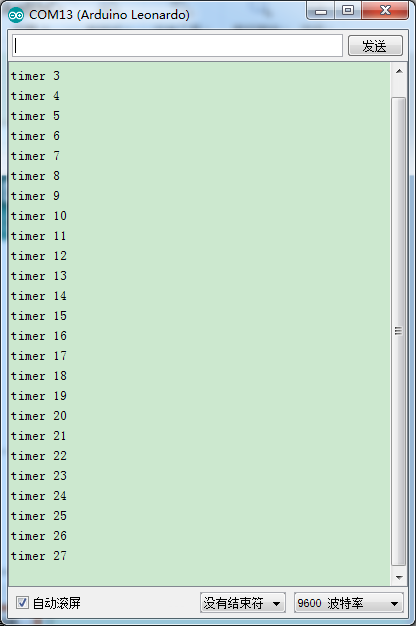 COM13 (Arduino Leonardo)
发送
timer 3
timer 4
timer 5
timer 6
timer 7
timer 8
timer 9
timer 10
timer 11
timer 12
timer 13
timer 14
timer 15
timer 16
timer 17
timer 18
timer 19
timer 20
timer 21
timer 22
timer 23
timer 24
timer 25
timer 26
timer 27
自动滚屏 没有结束符 9600 波特率